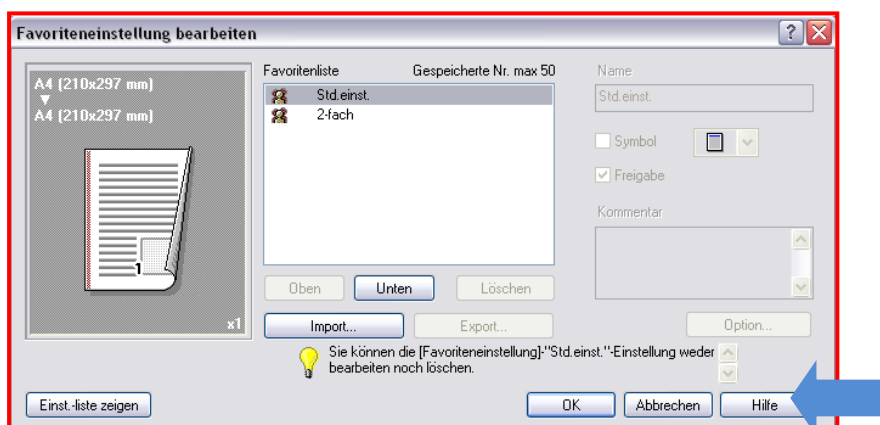 Favoriteneinstellung bearbeiten
A4 (210x297 mm)
A4 (210x297 mm)
1
x1
Favoritenliste Gespeicherte Nr. max 50
Std.einst.
2-fach
Oben Unten Löschen
Import... Export...
Name
Std.einst.
Symbol
Freigabe
Kommentar
Option...
Sie können die [Favoriteneinstellung]-"Std.einst."-Einstellung weder
bearbeiten noch löschen.
Einst.-liste zeigen OK Abbrechen Hilfe